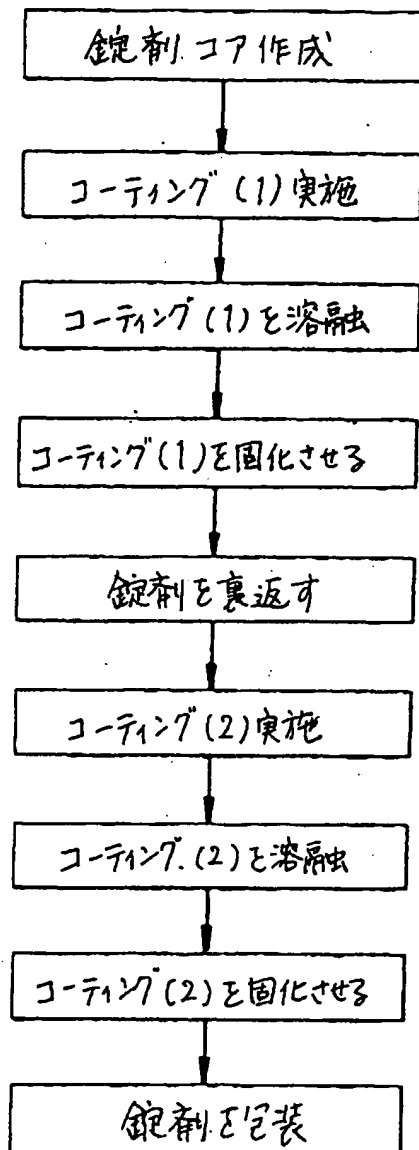 錠剤コア作成
コーティング(1)実施
コーティング(1)を溶融
コーティング(1)を固化させる
錠剤を裏返す
コーティング(2)実施
コーティング(2)を溶融
コーティング(2)を固化させる
錠剤を包装